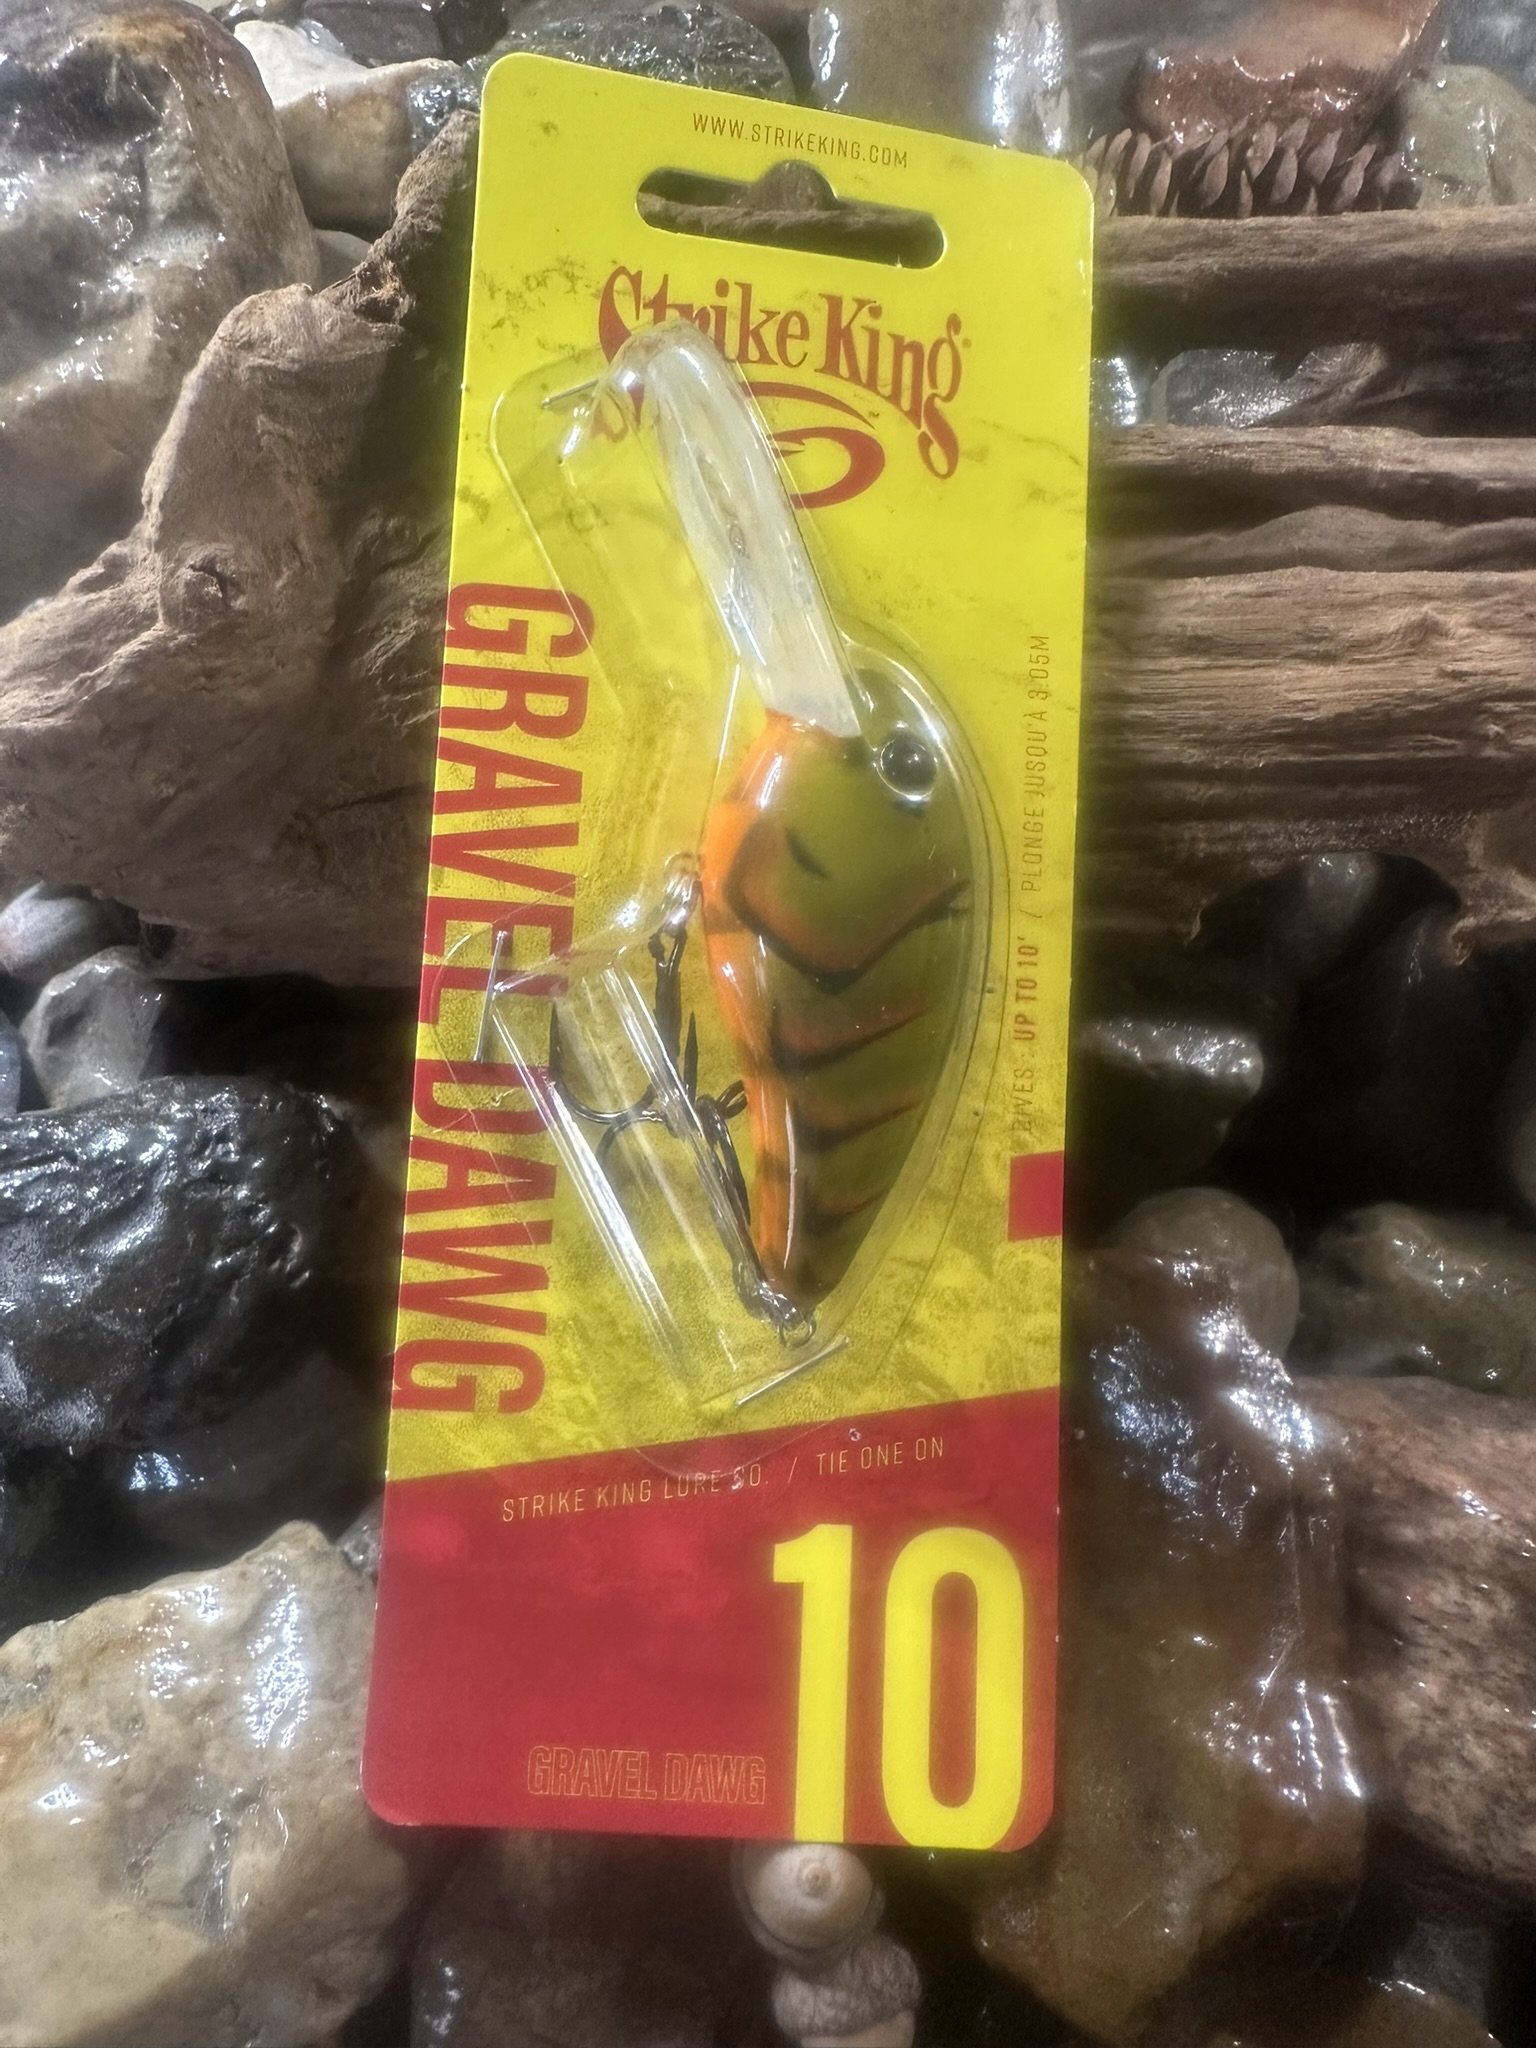 WWW.STRIKEKING.COM
Strike King
GRAVEL DAWG
DIVES: UP TO 10' / PLONGE JUSQU'À 3.05M
STRIKE KING LURE CO. / TIE ONE ON
10
GRAVEL DAWG